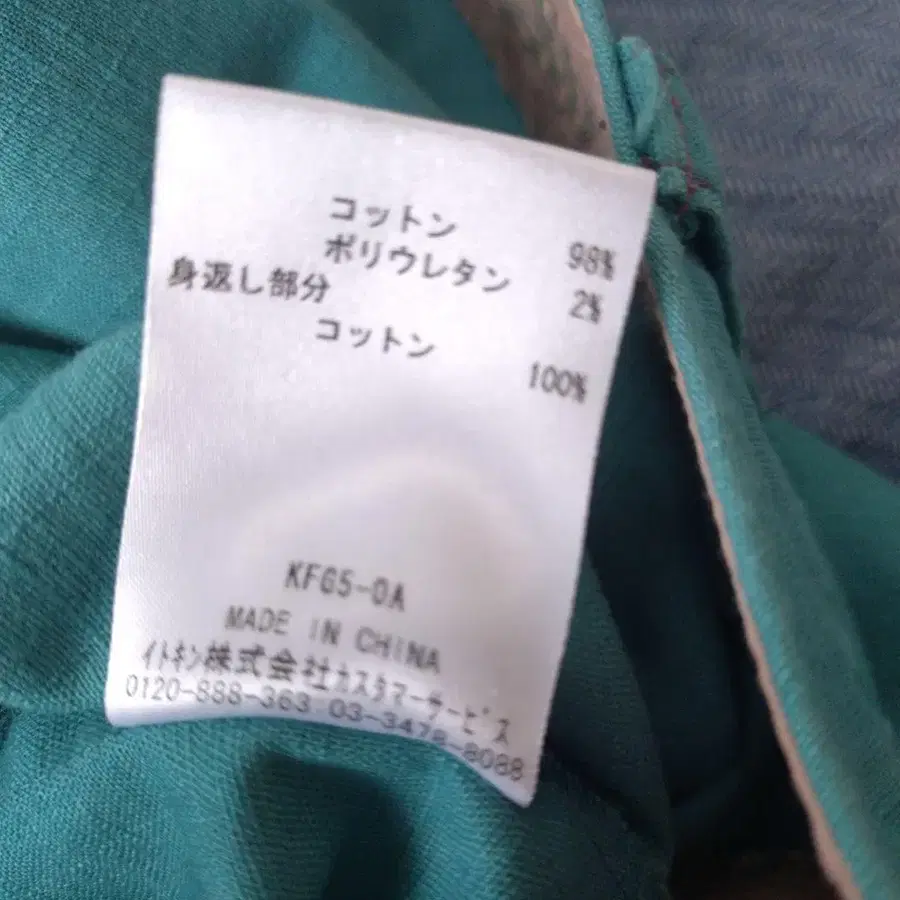 コットン 98%
ポリウレタン 2%
身返し部分
コットン 100%
KFG5-0A
MADE IN CHINA
イトキン株式会社カスタマーサービス
0120-888-363 03-3478-8088